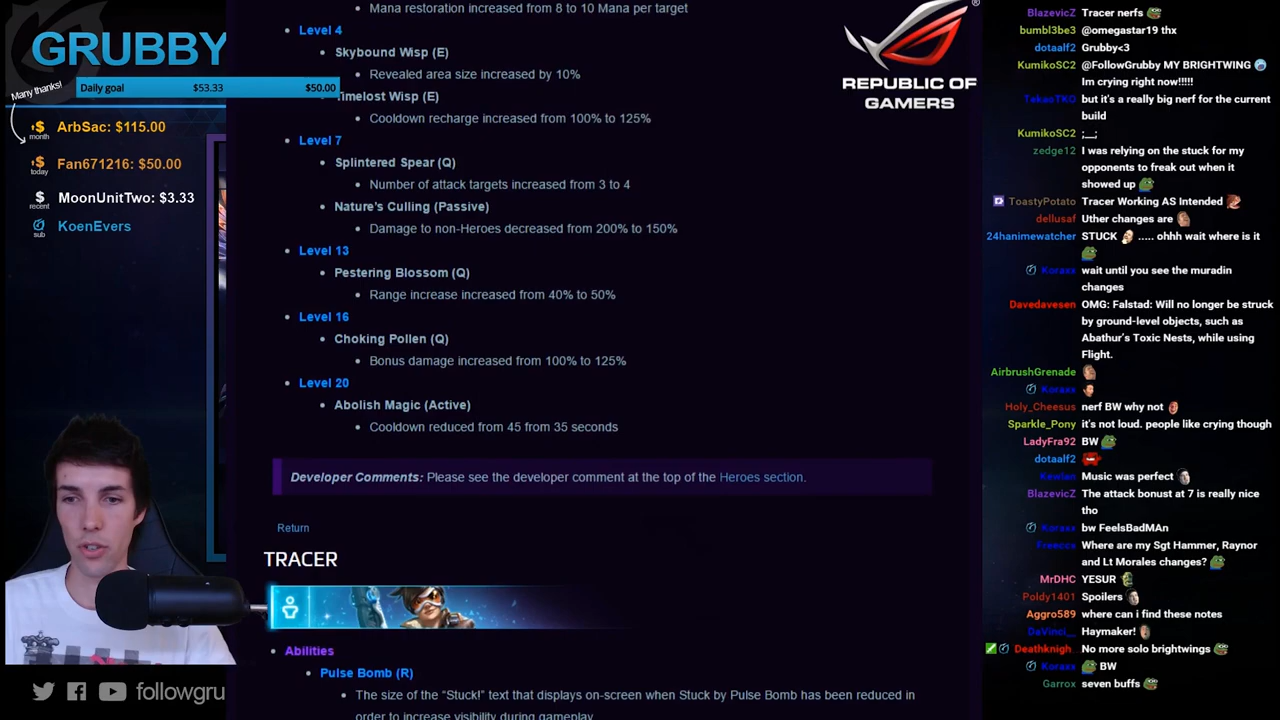 GRUBBY
Many thanks!
Daily goal $53.33 $50.00
$ month ArbSac: $115.00
$ today Fan671216: $50.00
$ recent MoonUnitTwo: $3.33
sub KoenEvers
Mana restoration increased from 8 to 10 Mana per target
Level 4
Skybound Wisp (E)
Revealed area size increased by 10%
Timelost Wisp (E)
Cooldown recharge increased from 100% to 125%
Level 7
Splintered Spear (Q)
Number of attack targets increased from 3 to 4
Nature's Culling (Passive)
Damage to non-Heroes decreased from 200% to 150%
Level 13
Pestering Blossom (Q)
Range increase increased from 40% to 50%
Level 16
Choking Pollen (Q)
Bonus damage increased from 100% to 125%
Level 20
Abolish Magic (Active)
Cooldown reduced from 45 from 35 seconds
Developer Comments: Please see the developer comment at the top of the Heroes section.
Return
TRACER
Abilities
Pulse Bomb (R)
The size of the "Stuck!" text that displays on-screen when Stuck by Pulse Bomb has been reduced in
order to increase visibility during gameplay.
followgru
REPUBLIC OF
GAMERS
BlazevicZ Tracer nerfs
bumbl3be3 @omegastar19 thx
dotaalf2 Grubby<3
KumikoSC2 @FollowGrubby MY BRIGHTWING
Im crying right now!!!!!
TakaoTKO but it's a really big nerf for the current
build
KumikoSC2 ;__;
zedge12 I was relying on the stuck for my
opponents to freak out when it
showed up
ToastyPotato Tracer Working AS Intended
dellusaf Uther changes are
24hanimewatcher STUCK ..... ohhh wait where is it
Koraxx wait until you see the muradin
changes
Davedavesen OMG: Falstad: Will no longer be struck
by ground-level objects, such as
Abathur's Toxic Nests, while using
Flight.
AirbrushGrenade
Koraxx
Holy_Cheesus nerf BW why not
Sparkle_Pony it's not loud. people like crying though
LadyFra92 BW
dotaalf2
Music was perfect
BlazevicZ The attack bonust at 7 is really nice
tho
Koraxx bw FeelsBadMAn
Where are my Sgt Hammer, Raynor
and Lt Morales changes?
MrDHC YESUR
Poldy1401 Spoilers
Aggro589 where can i find these notes
DaVinci__ Haymaker!
Deathknigh_ No more solo brightwings
Koraxx BW
Garrox seven buffs